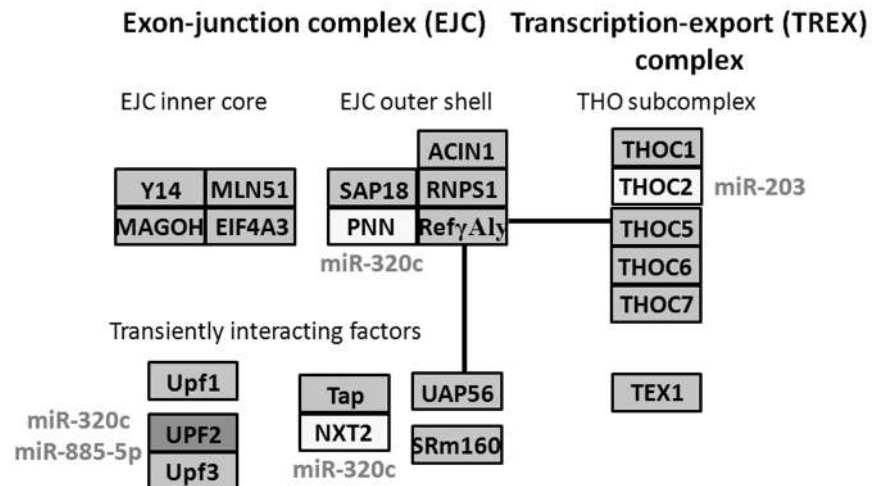 Exon-junction complex (EJC)
Transcription-export (TREX)
complex
EJC inner core
EJC outer shell
THO subcomplex
Y14
MLN51
MAGOH
EIF4A3
ACIN1
SAP18
RNPS1
PNN
RefγAly
miR-320c
THOC1
THOC2
miR-203
THOC5
THOC6
THOC7
Transiently interacting factors
Upf1
miR-320c
miR-885-5p
UPF2
Upf3
Tap
NXT2
miR-320c
UAP56
SRm160
TEX1